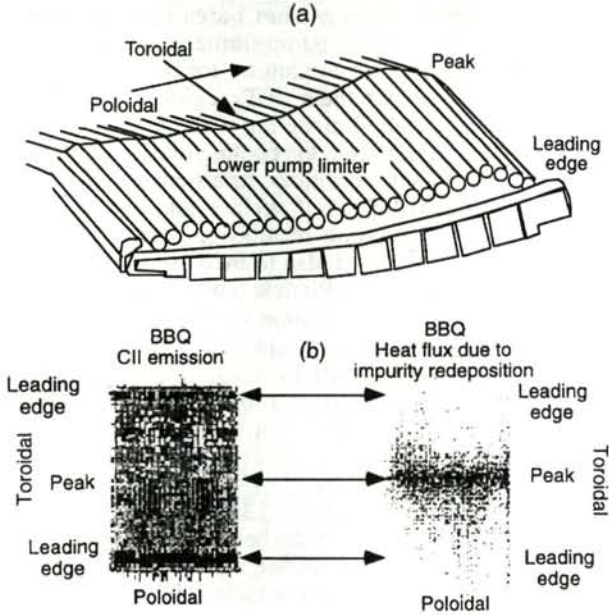 (a)
Toroidal
Peak
Poloidal
Leading
edge
Lower pump limiter
BBQ
CII emission
(b)
BBQ
Heat flux due to
impurity redeposition
Leading
edge
Leading
edge
Toroidal
Peak
Peak
Toroidal
Leading
edge
Leading
edge
Poloidal
Poloidal